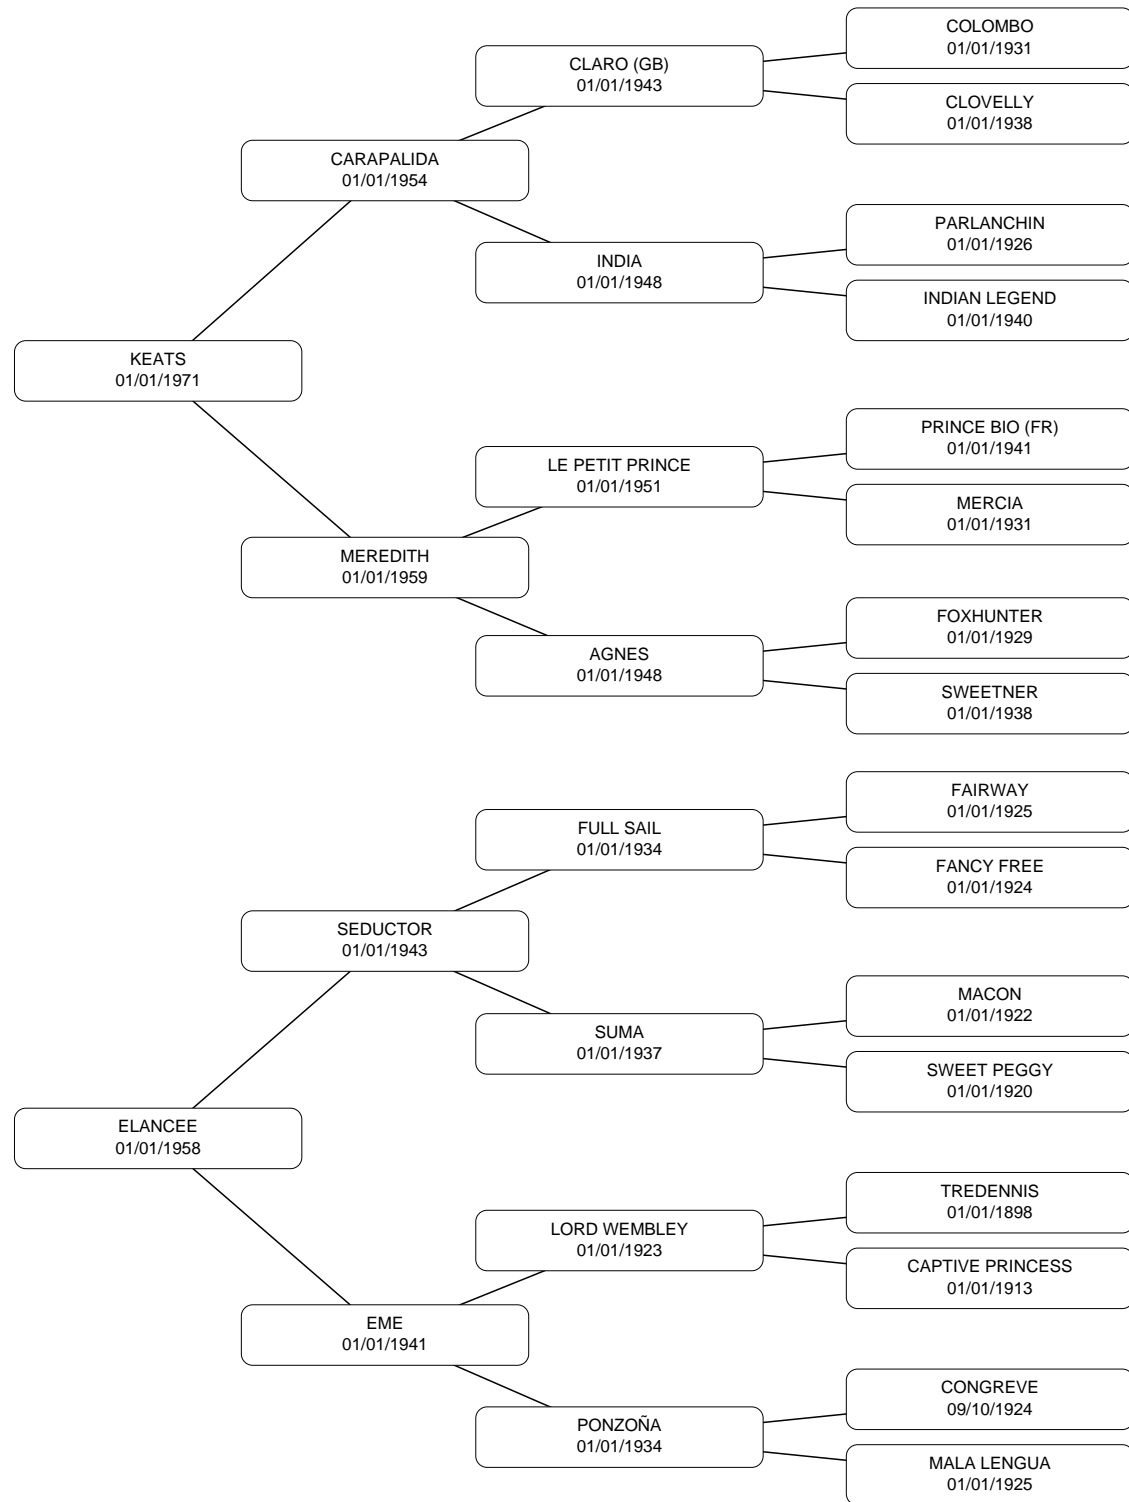 COLOMBO
01/01/1931
CLARO (GB)
01/01/1943
CLOVELLY
01/01/1938
CARAPALIDA
01/01/1954
PARLANCHIN
01/01/1926
INDIA
01/01/1948
INDIAN LEGEND
01/01/1940
KEATS
01/01/1971
PRINCE BIO (FR)
01/01/1941
LE PETIT PRINCE
01/01/1951
MERCIA
01/01/1931
MEREDITH
01/01/1959
FOXHUNTER
01/01/1929
AGNES
01/01/1948
SWEETNER
01/01/1938
FAIRWAY
01/01/1925
FULL SAIL
01/01/1934
FANCY FREE
01/01/1924
SEDUCTOR
01/01/1943
MACON
01/01/1922
SUMA
01/01/1937
SWEET PEGGY
01/01/1920
ELANCEE
01/01/1958
TREDENNIS
01/01/1898
LORD WEMBLEY
01/01/1923
CAPTIVE PRINCESS
01/01/1913
EME
01/01/1941
CONGREVE
09/10/1924
PONZOÑA
01/01/1934
MALA LENGUA
01/01/1925